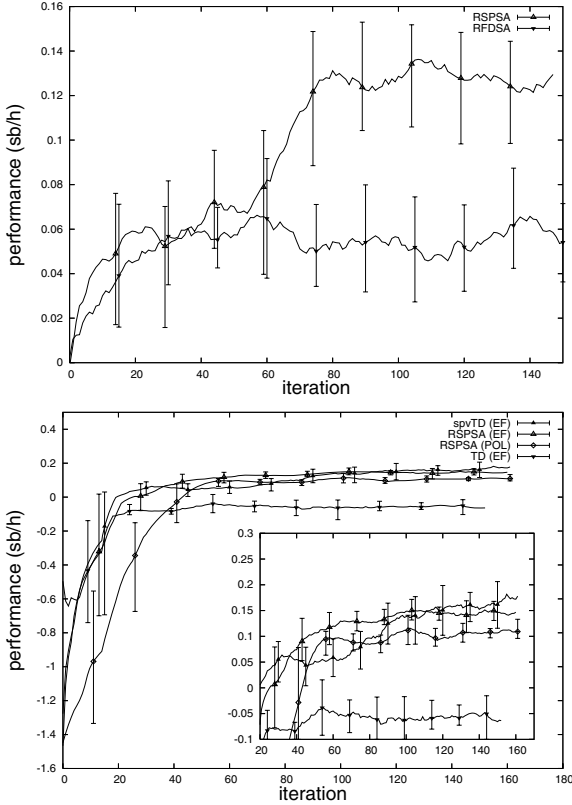 0.16
0.14
0.12
0.1
0.08
0.06
0.04
0.02
0
performance (sb/h)
RSPSA
RFDSA
0 20 40 60 80 100 120 140
iteration
0.4
0.2
0
-0.2
-0.4
-0.6
-0.8
-1
-1.2
-1.4
-1.6
performance (sb/h)
spvTD (EF)
RSPSA (EF)
RSPSA (POL)
TD (EF)
0.3
0.25
0.2
0.15
0.1
0.05
0
-0.05
-0.1
20 40 60 80 100 120 140 160
0 20 40 60 80 100 120 140 160 180
iteration